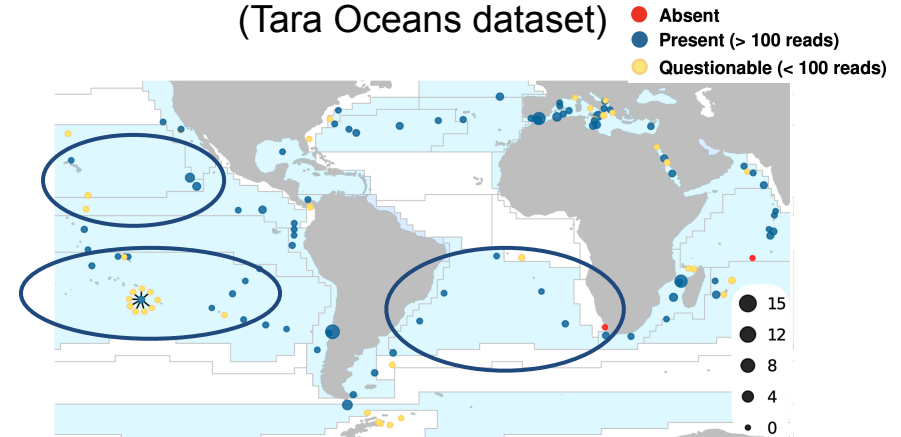 (Tara Oceans dataset)
Absent
Present (> 100 reads)
Questionable (< 100 reads)
15
12
8
4
0